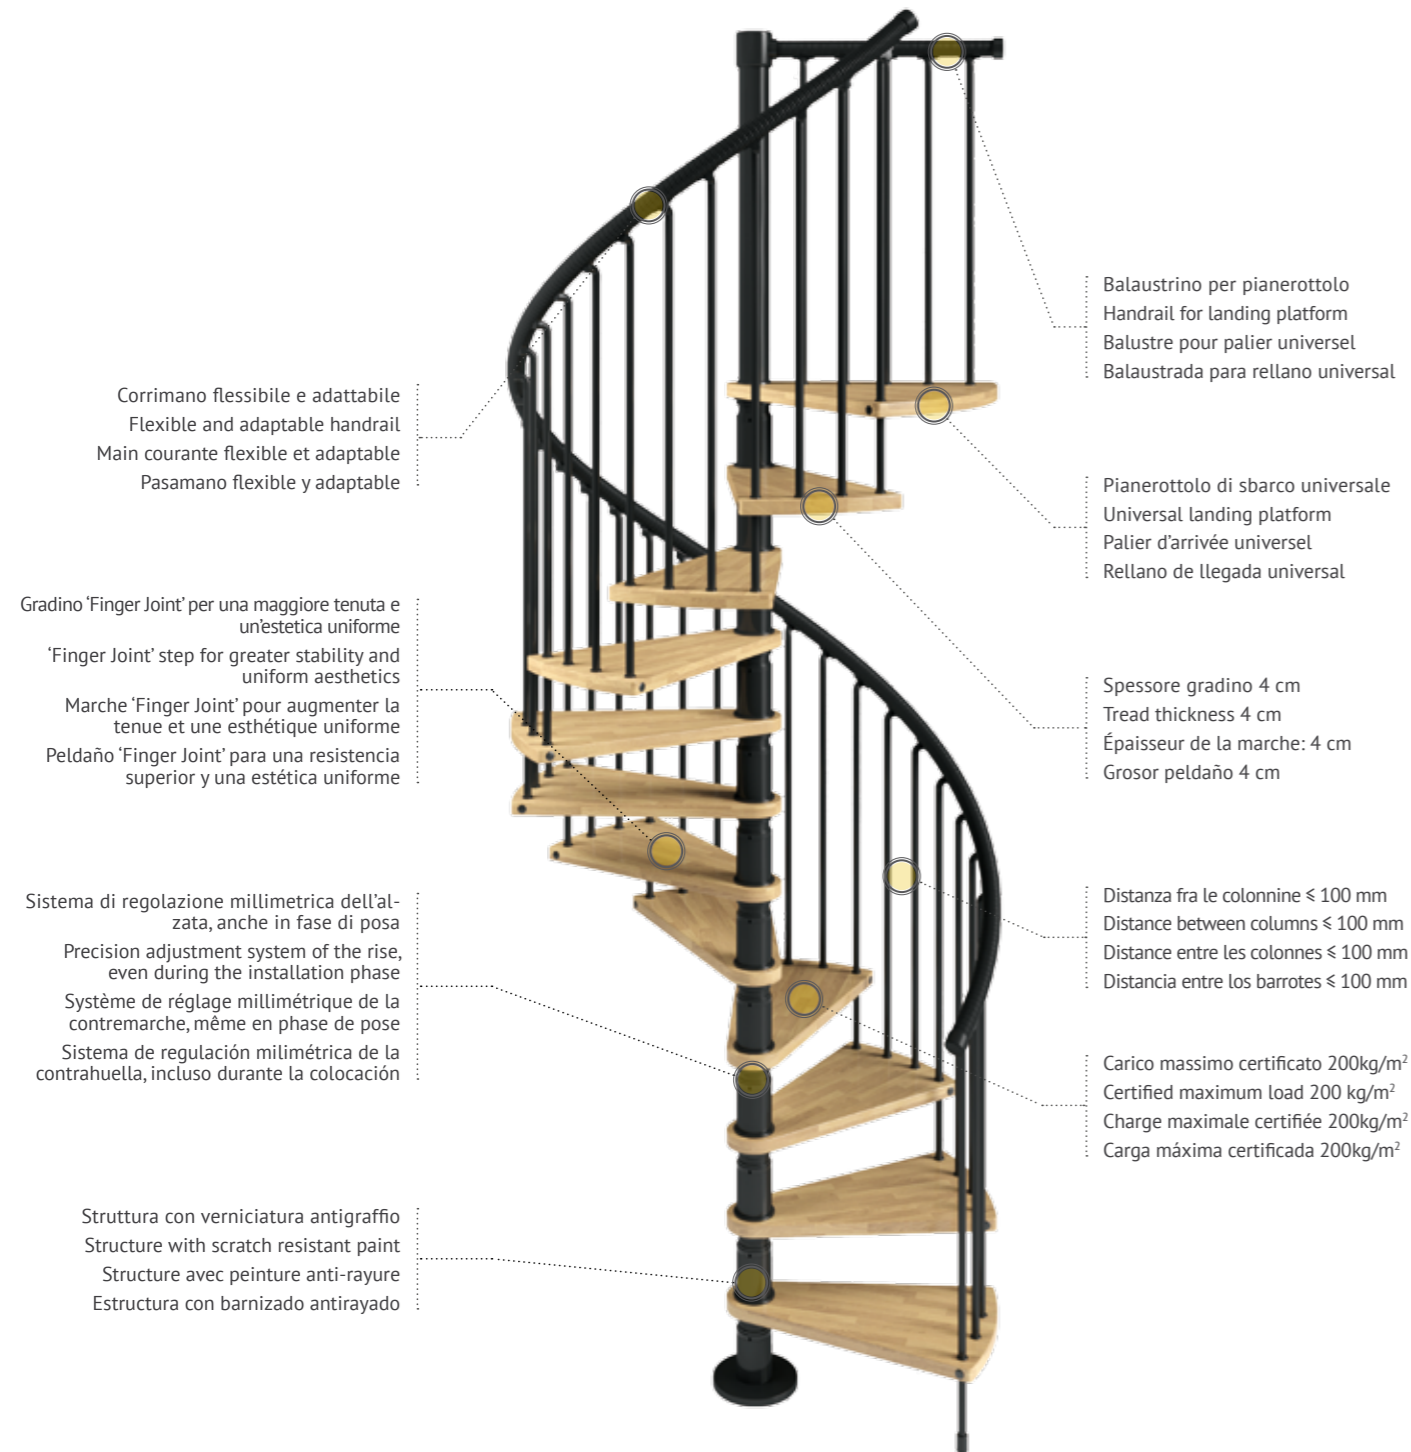 Corrimano flessibile e adattabile
Flexible and adaptable handrail
Main courante flexible et adaptable
Pasamano flexible y adaptable
Gradino ‘Finger Joint’ per una maggiore tenuta e
un’estetica uniforme
‘Finger Joint’ step for greater stability and
uniform aesthetics
Marche ‘Finger Joint’ pour augmenter la
tenue et une esthétique uniforme
Peldaño ‘Finger Joint’ para una resistencia
superior y una estética uniforme
Sistema di regolazione millimetrica dell’al-
zata, anche in fase di posa
Precision adjustment system of the rise,
even during the installation phase
Système de réglage millimétrique de la
contremarche, même en phase de pose
Sistema de regulación milimétrica de la
contrahuella, incluso durante la colocación
Struttura con verniciatura antigraffio
Structure with scratch resistant paint
Structure avec peinture anti-rayure
Estructura con barnizado antirayado
Balaustrino per pianerottolo
Handrail for landing platform
Balustre pour palier universel
Balaustrada para rellano universal
Pianerottolo di sbarco universale
Universal landing platform
Palier d’arrivée universel
Rellano de llegada universal
Spessore gradino 4 cm
Tread thickness 4 cm
Épaisseur de la marche: 4 cm
Grosor peldaño 4 cm
Distanza fra le colonnine ≤ 100 mm
Distance between columns ≤ 100 mm
Distance entre les colonnes ≤ 100 mm
Distancia entre los barrotes ≤ 100 mm
Carico massimo certificato 200kg/m²
Certified maximum load 200 kg/m²
Charge maximale certifiée 200kg/m²
Carga máxima certificada 200kg/m²